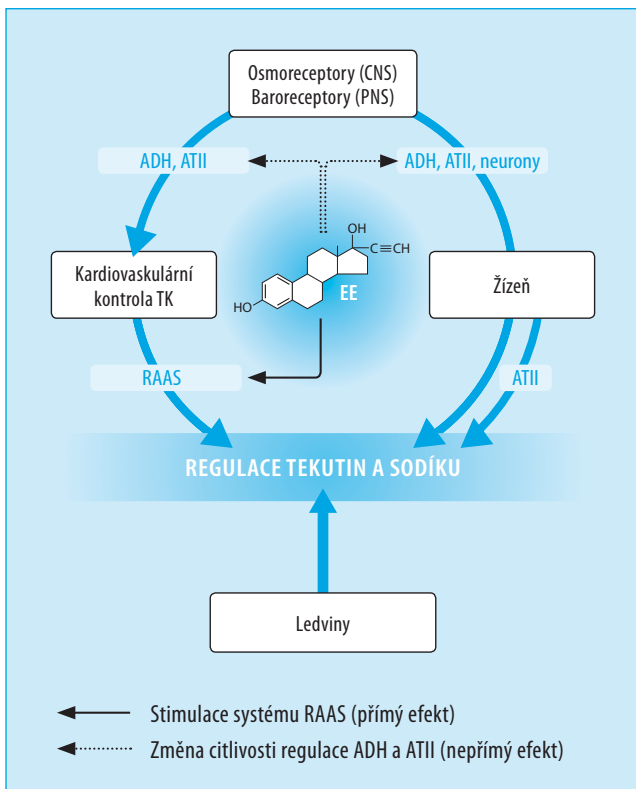 Osmoreceptory (CNS)
Baroreceptory (PNS)
ADH, ATII
ADH, ATII, neurony
OH
C≡CH
HO
EE
Kardiovaskulární
kontrola TK
Žízeň
RAAS
ATII
REGULACE TEKUTIN A SODÍKU
Ledviny
Stimulace systému RAAS (přímý efekt)
Změna citlivosti regulace ADH a ATII (nepřímý efekt)